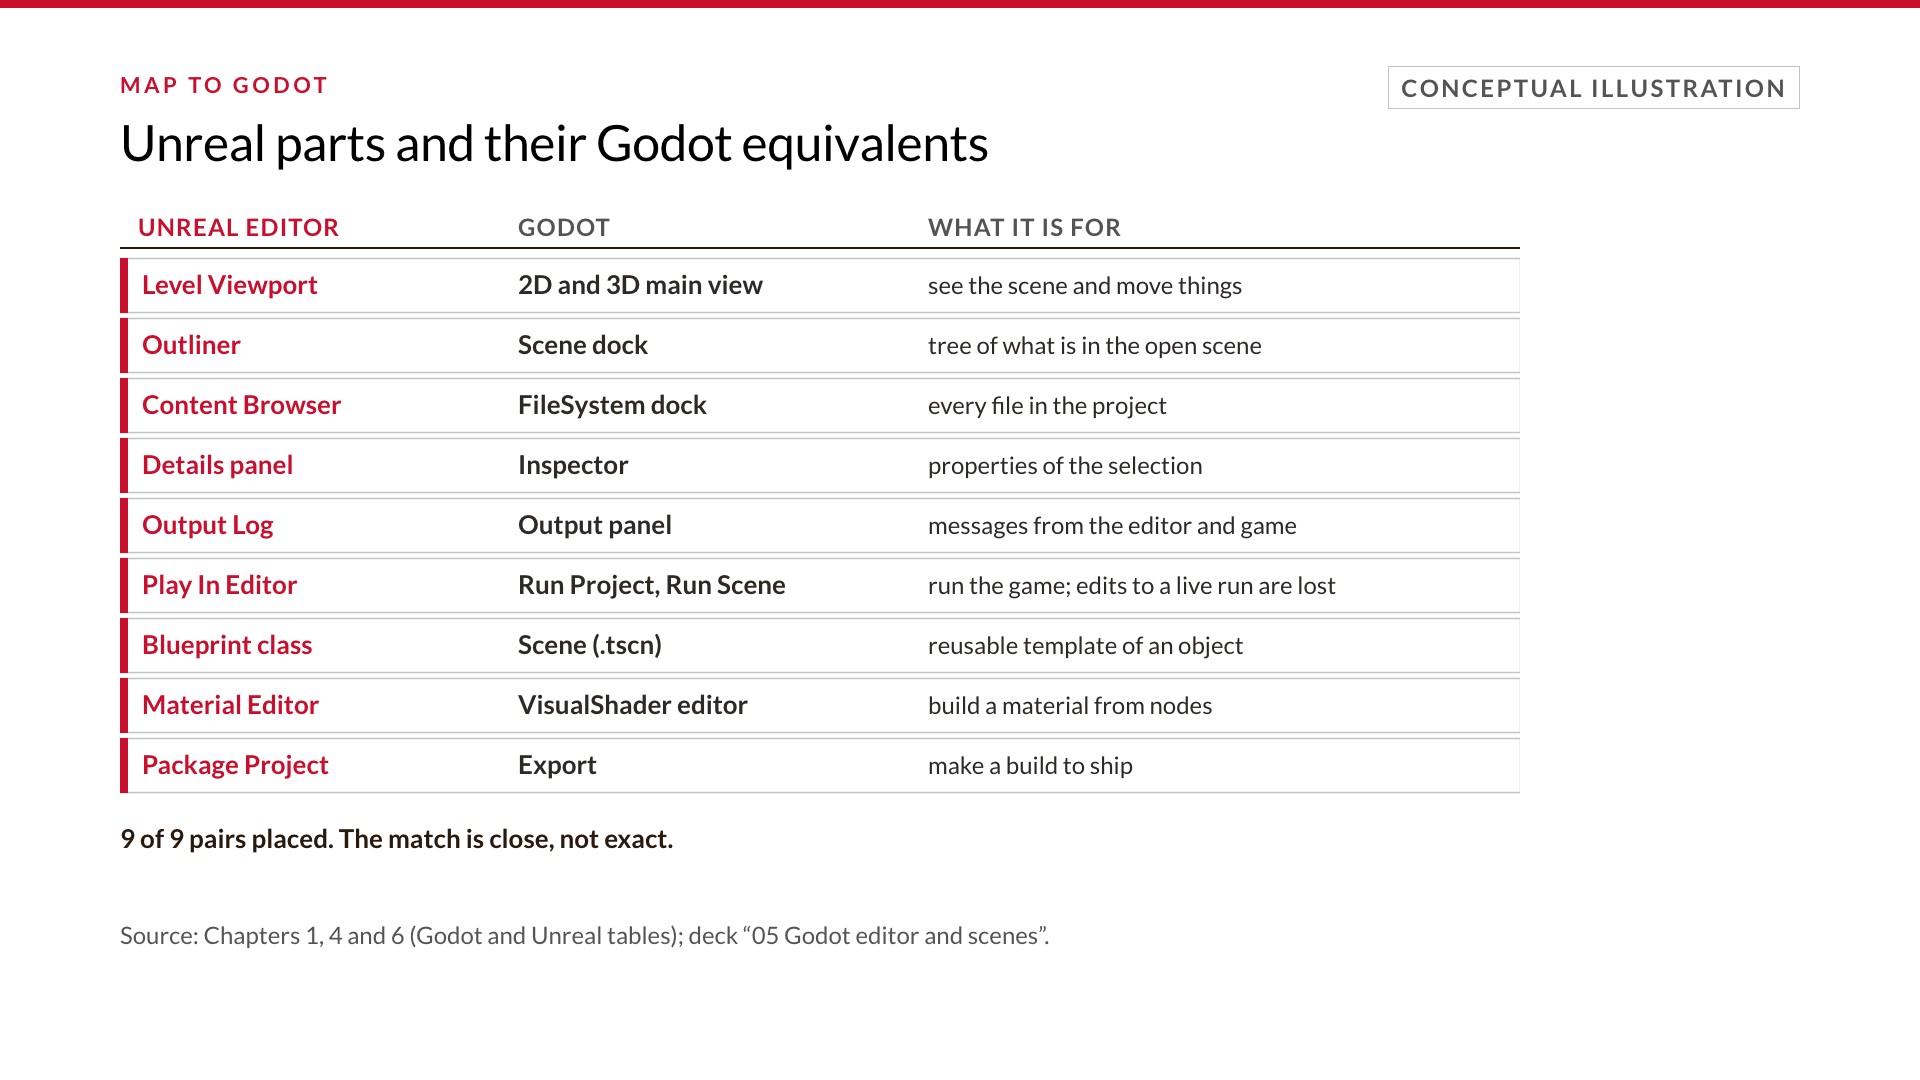 MAP TO GODOT
CONCEPTUAL ILLUSTRATION
Unreal parts and their Godot equivalents
UNREAL EDITOR GODOT WHAT IT IS FOR
Level Viewport 2D and 3D main view see the scene and move things
Outliner Scene dock tree of what is in the open scene
Content Browser FileSystem dock every file in the project
Details panel Inspector properties of the selection
Output Log Output panel messages from the editor and game
Play In Editor Run Project, Run Scene run the game; edits to a live run are lost
Blueprint class Scene (.tscn) reusable template of an object
Material Editor VisualShader editor build a material from nodes
Package Project Export make a build to ship
9 of 9 pairs placed. The match is close, not exact.
Source: Chapters 1, 4 and 6 (Godot and Unreal tables); deck “05 Godot editor and scenes”.